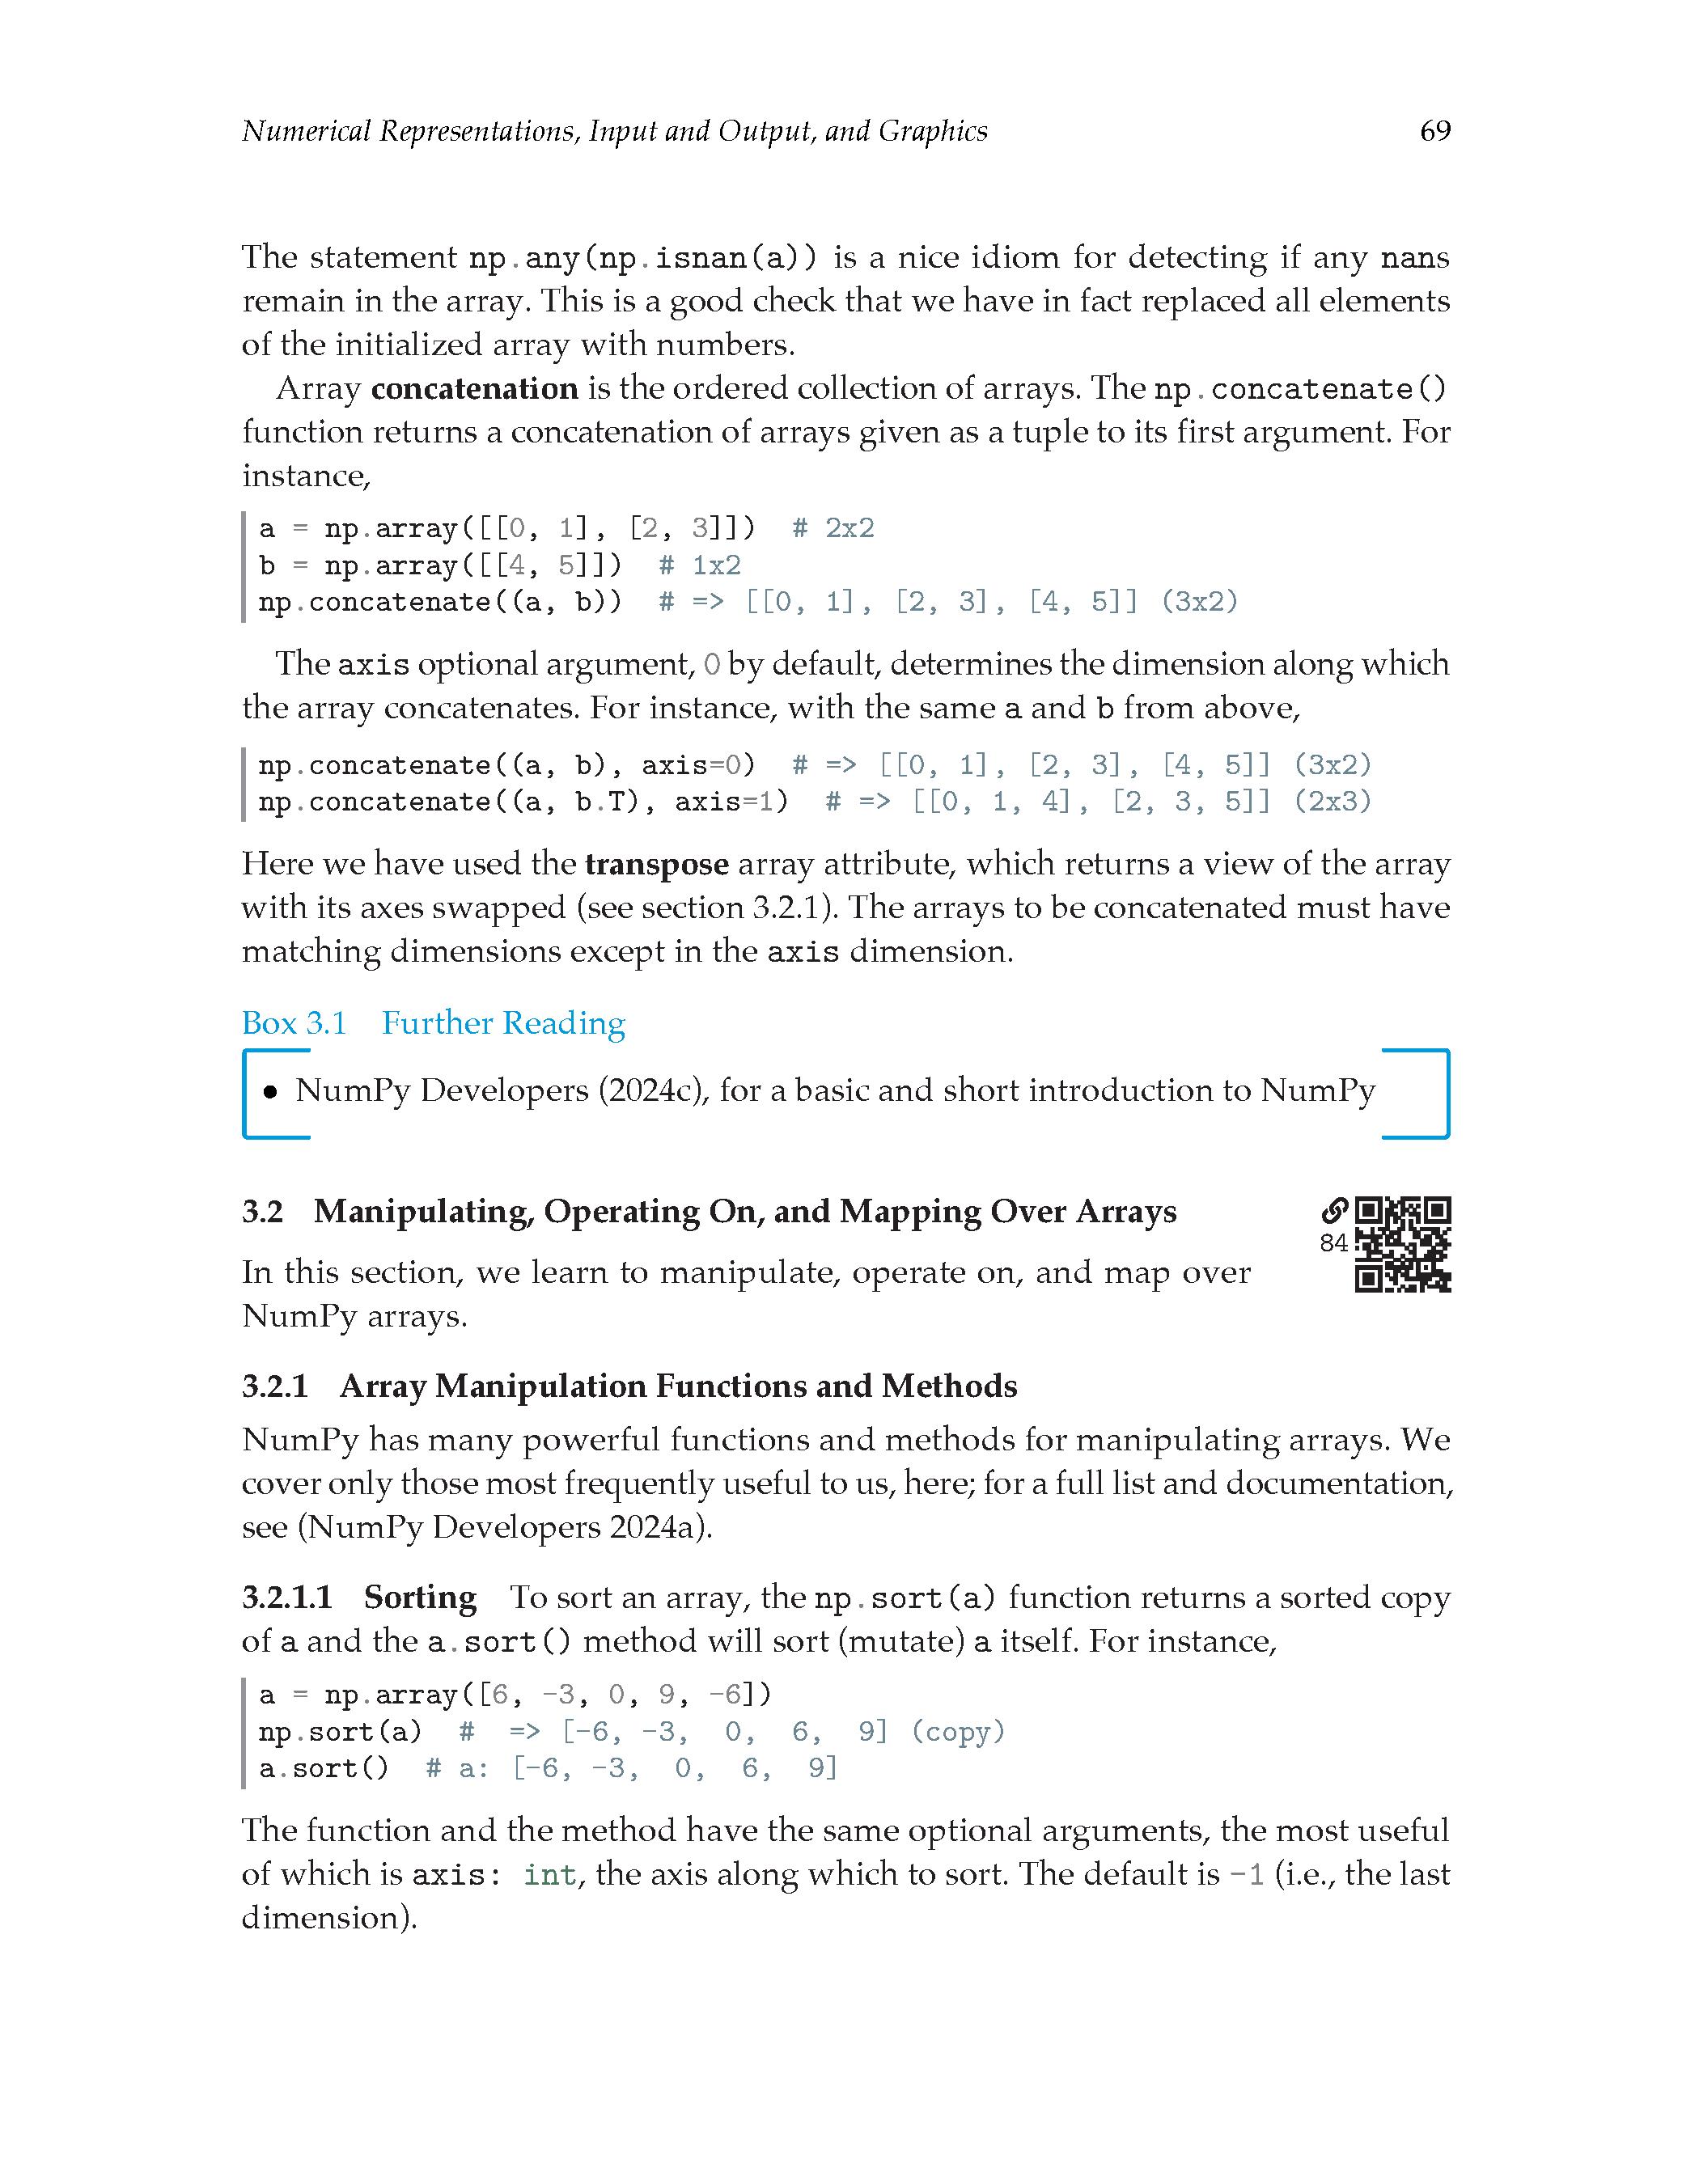 Numerical Representations, Input and Output, and Graphics 69
The statement np.any(np.isnan(a)) is a nice idiom for detecting if any nans
remain in the array. This is a good check that we have in fact replaced all elements
of the initialized array with numbers.
Array concatenation is the ordered collection of arrays. The np.concatenate()
function returns a concatenation of arrays given as a tuple to its first argument. For
instance,
a = np.array([[0, 1], [2, 3]])  # 2x2
b = np.array([[4, 5]])  # 1x2
np.concatenate((a, b))  # => [[0, 1], [2, 3], [4, 5]] (3x2)
The axis optional argument, 0 by default, determines the dimension along which
the array concatenates. For instance, with the same a and b from above,
np.concatenate((a, b), axis=0)  # => [[0, 1], [2, 3], [4, 5]] (3x2)
np.concatenate((a, b.T), axis=1)  # => [[0, 1, 4], [2, 3, 5]] (2x3)
Here we have used the transpose array attribute, which returns a view of the array
with its axes swapped (see section 3.2.1). The arrays to be concatenated must have
matching dimensions except in the axis dimension.
Box 3.1 Further Reading
• NumPy Developers (2024c), for a basic and short introduction to NumPy
3.2 Manipulating, Operating On, and Mapping Over Arrays
84
In this section, we learn to manipulate, operate on, and map over
NumPy arrays.
3.2.1 Array Manipulation Functions and Methods
NumPy has many powerful functions and methods for manipulating arrays. We
cover only those most frequently useful to us, here; for a full list and documentation,
see (NumPy Developers 2024a).
3.2.1.1 Sorting To sort an array, the np.sort(a) function returns a sorted copy
of a and the a.sort() method will sort (mutate) a itself. For instance,
a = np.array([6, -3, 0, 9, -6])
np.sort(a)  #  => [-6, -3,  0,  6,  9] (copy)
a.sort()  # a: [-6, -3,  0,  6,  9]
The function and the method have the same optional arguments, the most useful
of which is axis: int, the axis along which to sort. The default is -1 (i.e., the last
dimension).